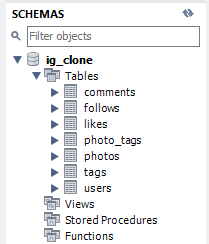 SCHEMAS
Filter objects
ig_clone
Tables
comments
follows
likes
photo_tags
photos
tags
users
Views
Stored Procedures
Functions